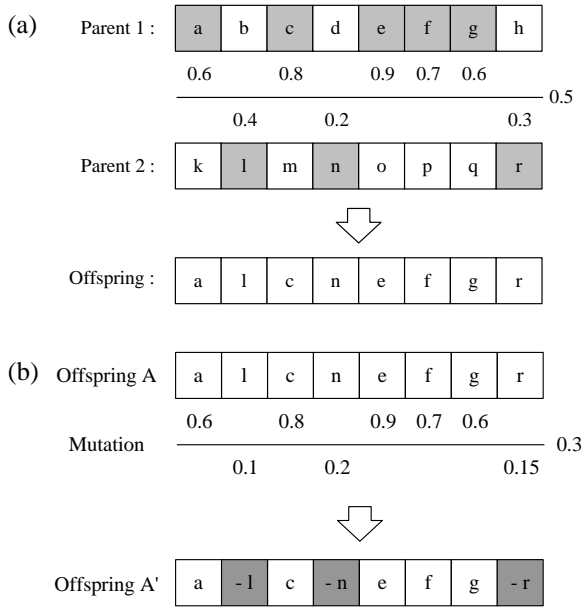 (a)
Parent 1 : a b c d e f g h
0.6 0.8 0.9 0.7 0.6
0.5
0.4 0.2 0.3
Parent 2 : k l m n o p q r
Offspring : a l c n e f g r
(b)
Offspring A a l c n e f g r
0.6 0.8 0.9 0.7 0.6
Mutation 0.3
0.1 0.2 0.15
Offspring A' a - l c - n e f g - r